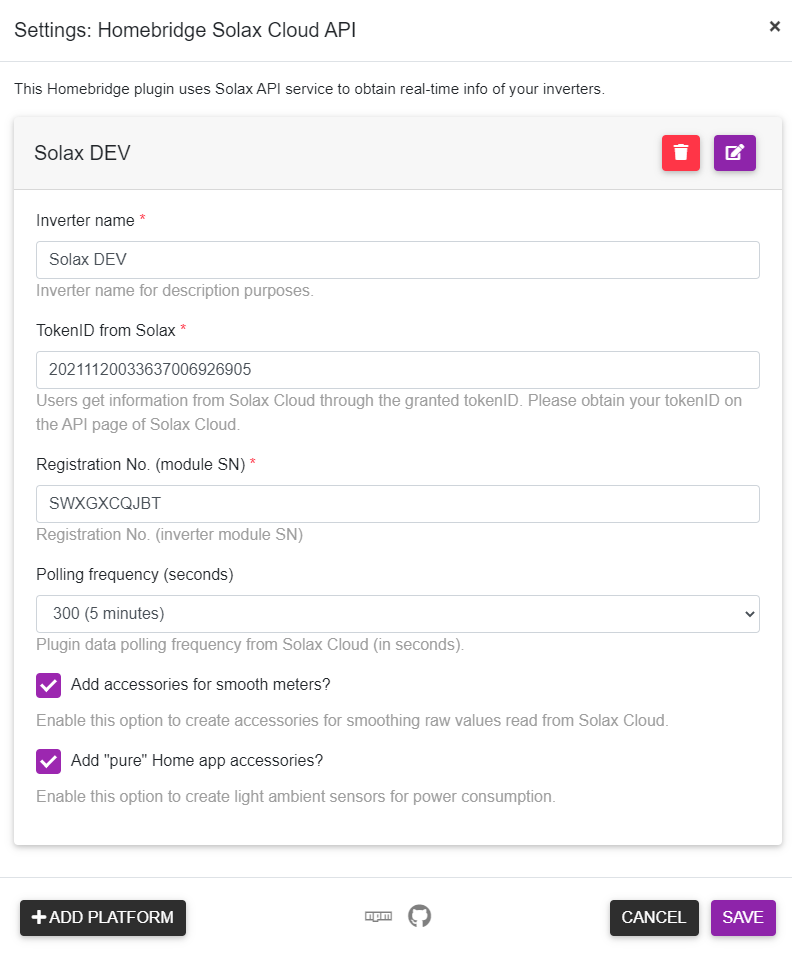 Settings: Homebridge Solax Cloud API
×
This Homebridge plugin uses Solax API service to obtain real-time info of your inverters.
Solax DEV
Inverter name *
Solax DEV
Inverter name for description purposes.
TokenID from Solax *
20211120033637006926905
Users get information from Solax Cloud through the granted tokenID. Please obtain your tokenID on
the API page of Solax Cloud.
Registration No. (module SN) *
SWXGXCQJBT
Registration No. (inverter module SN)
Polling frequency (seconds)
300 (5 minutes)
Plugin data polling frequency from Solax Cloud (in seconds).
Add accessories for smooth meters?
Enable this option to create accessories for smoothing raw values read from Solax Cloud.
Add "pure" Home app accessories?
Enable this option to create light ambient sensors for power consumption.
+ ADD PLATFORM
npm
CANCEL
SAVE